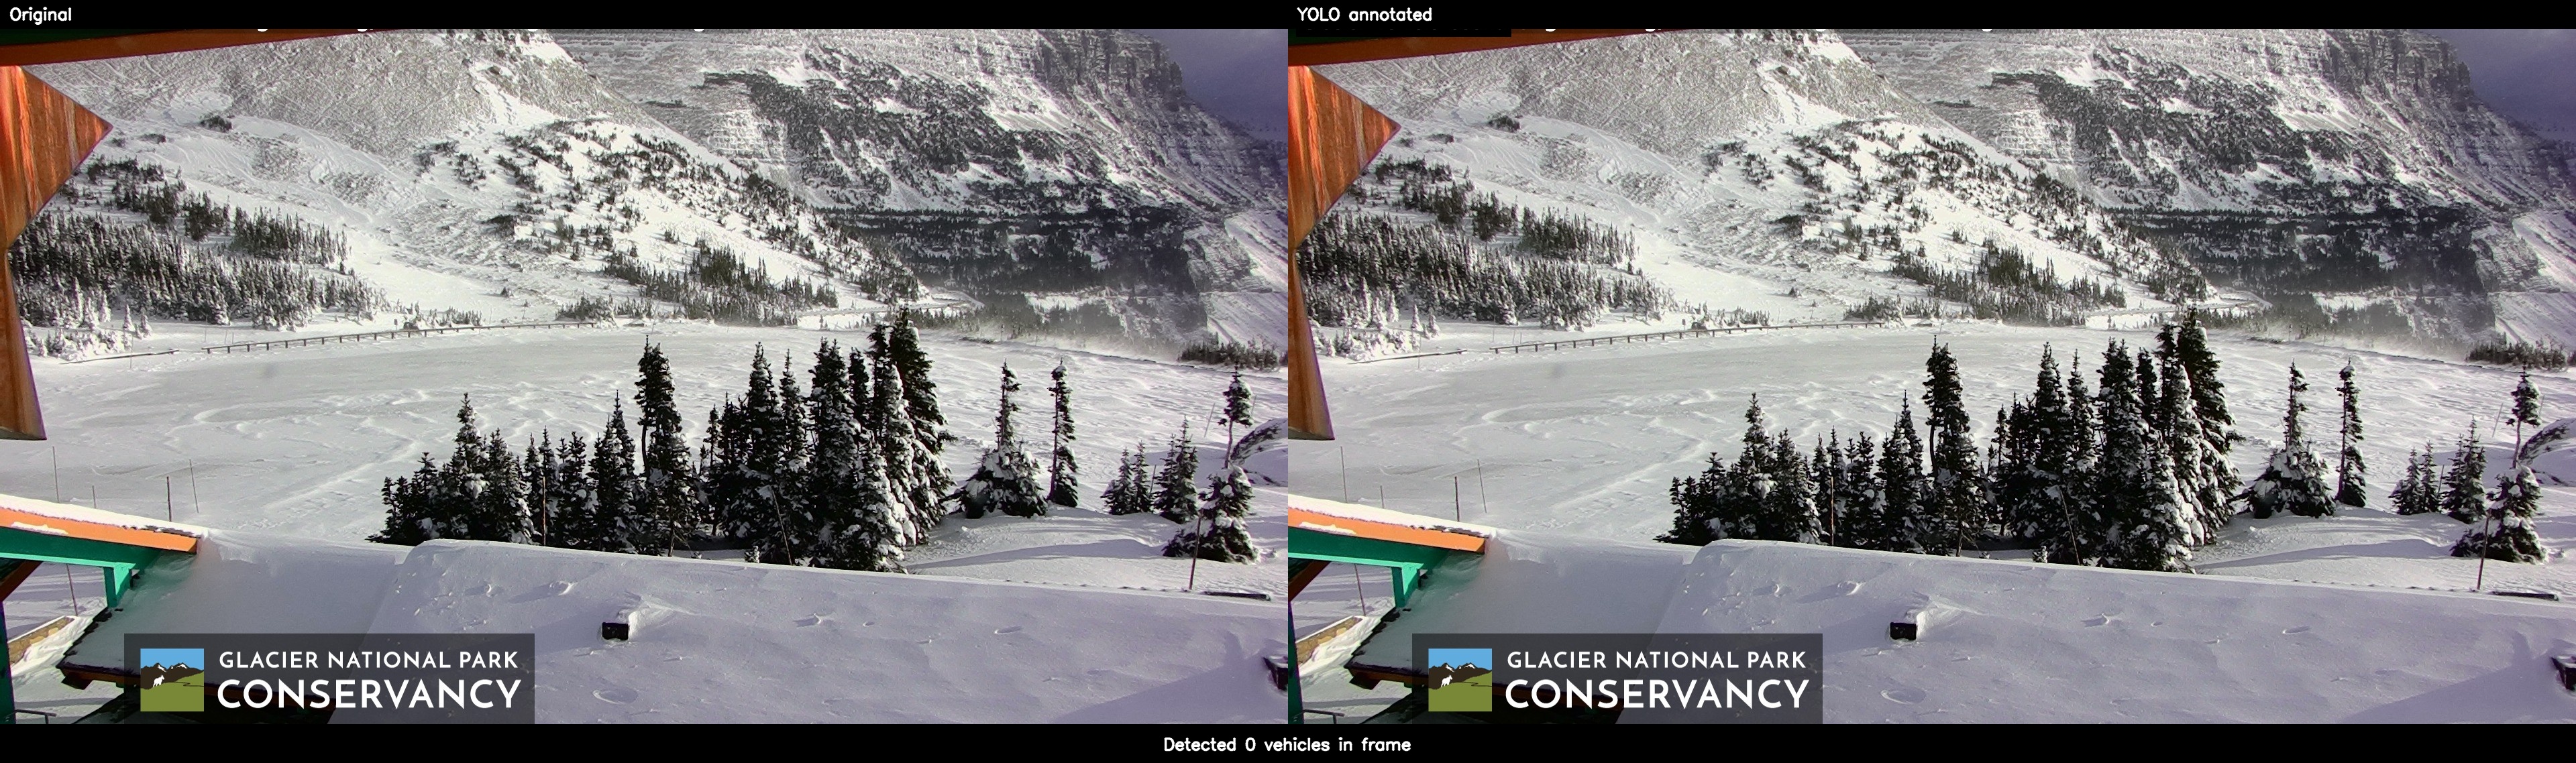 Original
YOLO annotated
GLACIER NATIONAL PARK
CONSERVANCY
GLACIER NATIONAL PARK
CONSERVANCY
Detected 0 vehicles in frame